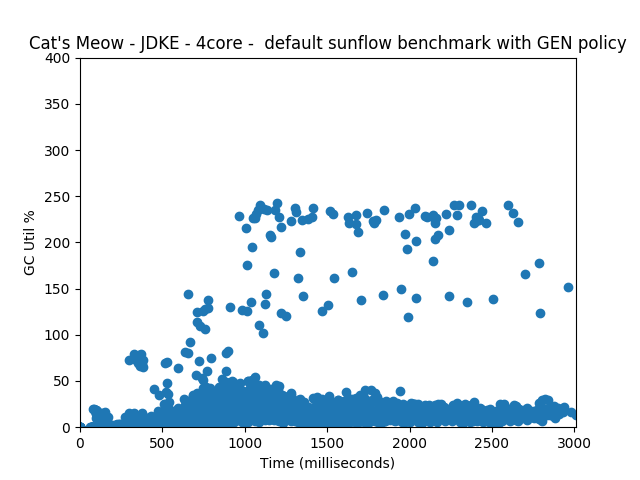 Cat's Meow - JDKE - 4core -  default sunflow benchmark with GEN policy
400
350
300
250
200
150
100
50
0
GC Util %
0 500 1000 1500 2000 2500 3000
Time (milliseconds)